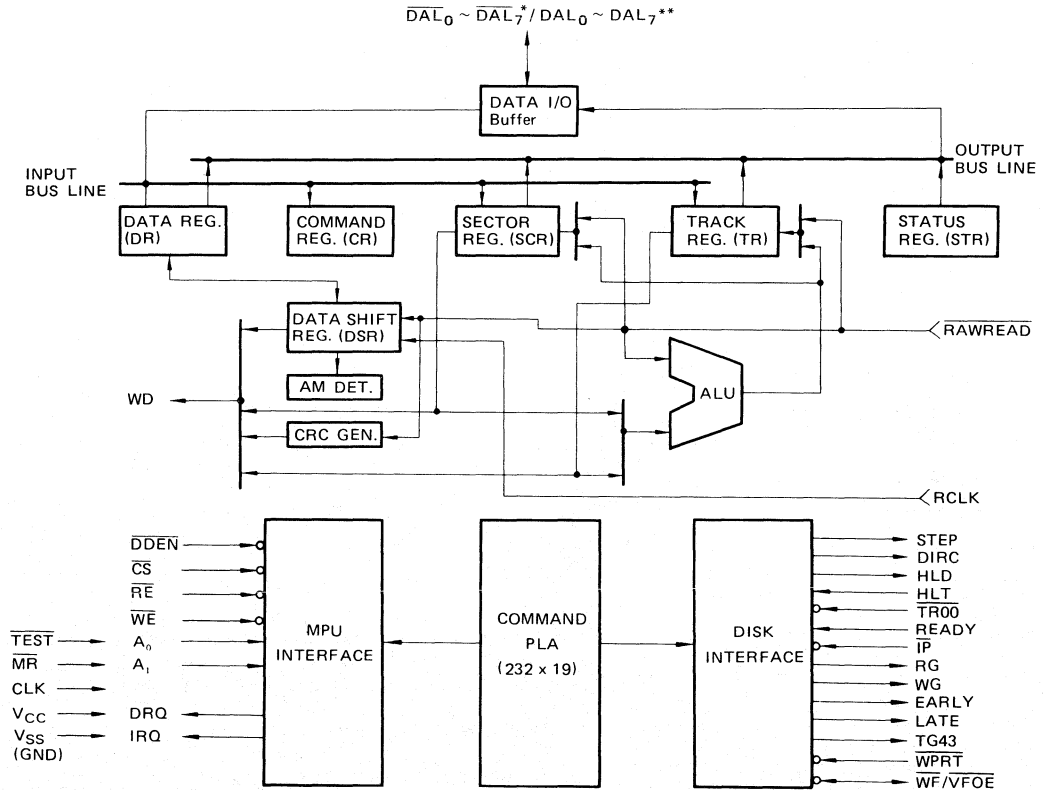 DAL₀ ~ DAL₇*/ DAL₀ ~ DAL₇**
DATA I/O
Buffer
INPUT
BUS LINE
OUTPUT
BUS LINE
DATA REG.
(DR)
COMMAND
REG. (CR)
SECTOR
REG. (SCR)
TRACK
REG. (TR)
STATUS
REG. (STR)
DATA SHIFT
REG. (DSR)
RAWREAD
AM DET.
ALU
WD
CRC GEN.
RCLK
DDEN
CS
RE
WE
TEST
A₀
MR
A₁
CLK
VCC
DRQ
VSS
IRQ
(GND)
MPU
INTERFACE
COMMAND
PLA
(232 x 19)
DISK
INTERFACE
STEP
DIRC
HLD
HLT
TR00
READY
IP
RG
WG
EARLY
LATE
TG43
WPRT
WF/VFOE